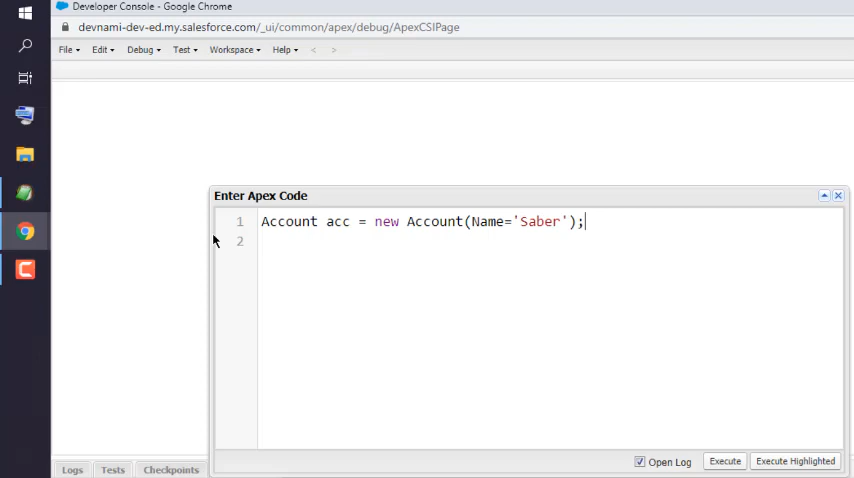 Developer Console - Google Chrome
devnami-dev-ed.my.salesforce.com/_ui/common/apex/debug/ApexCSIPage
File Edit Debug Test Workspace Help < >
Enter Apex Code
1 Account acc = new Account(Name='Saber');
2
Open Log Execute Execute Highlighted
Logs Tests Checkpoints